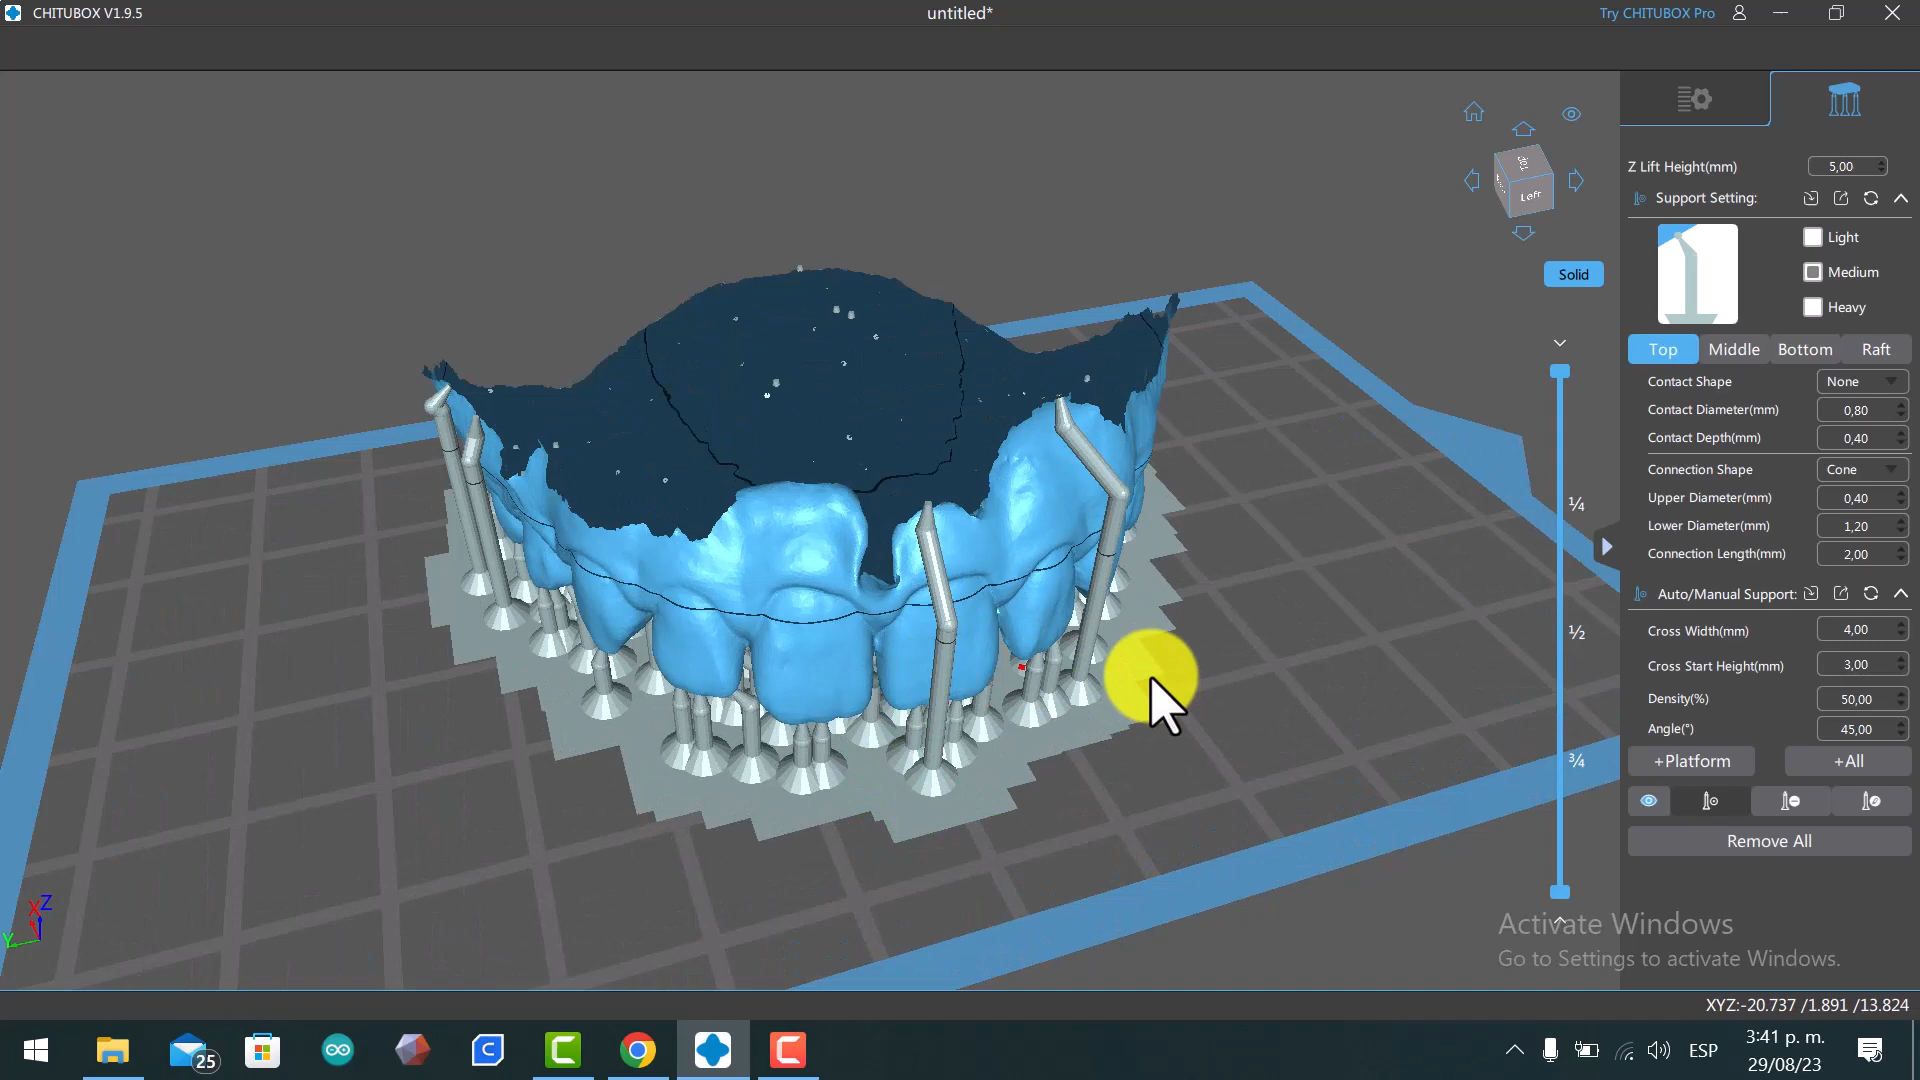 CHITUBOX V1.9.5
untitled*
Try CHITUBOX Pro
Left
Solid
Z Lift Height(mm)
5,00
Support Setting:
Light
Medium
Heavy
Top
Middle
Bottom
Raft
Contact Shape
None
Contact Diameter(mm)
0,80
Contact Depth(mm)
0,40
Connection Shape
Cone
Upper Diameter(mm)
0,40
Lower Diameter(mm)
1,20
Connection Length(mm)
2,00
¼
½
¾
Auto/Manual Support:
Cross Width(mm)
4,00
Cross Start Height(mm)
3,00
Density(%)
50,00
Angle(°)
45,00
+Platform
+All
Remove All
Activate Windows
Go to Settings to activate Windows.
X
Z
Y
XYZ:-20.737 /1.891 /13.824
25
ESP
3:41 p. m.
29/08/23